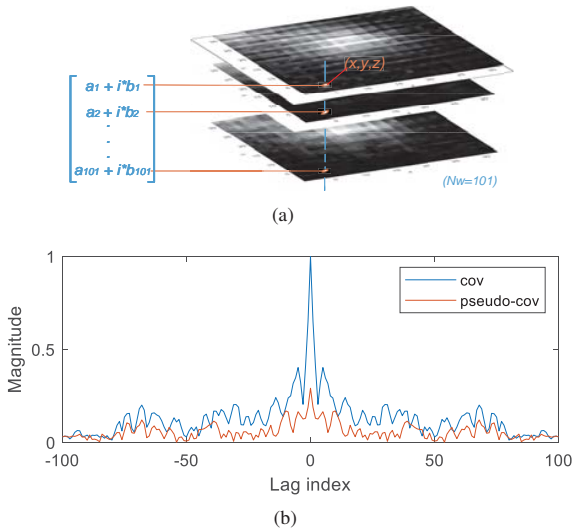 (x,y,z)
a1 + i*b1
a2 + i*b2
.
.
.
a101 + i*b101
(Nw=101)
(a)
1
0.5
0
Magnitude
cov
pseudo-cov
-100 -50 0 50 100
Lag index
(b)